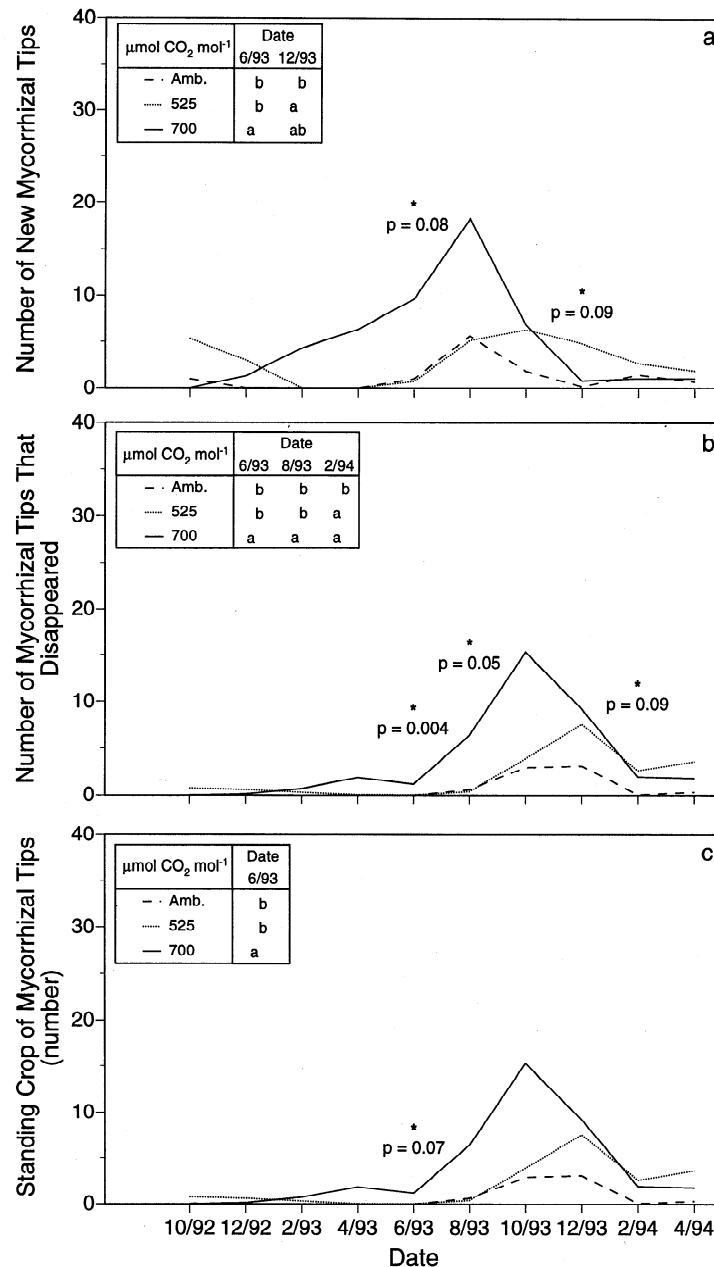 a
Number of New Mycorrhizal Tips
40
30
20
10
0
μmol CO2 mol-1 Date
6/93 12/93
Amb. b b
525 b a
700 a ab
*
p = 0.08
*
p = 0.09
b
Number of Mycorrhizal Tips That
Disappeared
40
30
20
10
0
μmol CO2 mol-1 Date
6/93 8/93 2/94
Amb. b b b
525 b b a
700 a a a
*
p = 0.004
*
p = 0.05
*
p = 0.09
c
Standing Crop of Mycorrhizal Tips
(number)
40
30
20
10
0
μmol CO2 mol-1 Date
6/93
Amb. b
525 b
700 a
*
p = 0.07
10/92 12/92 2/93 4/93 6/93 8/93 10/93 12/93 2/94 4/94
Date